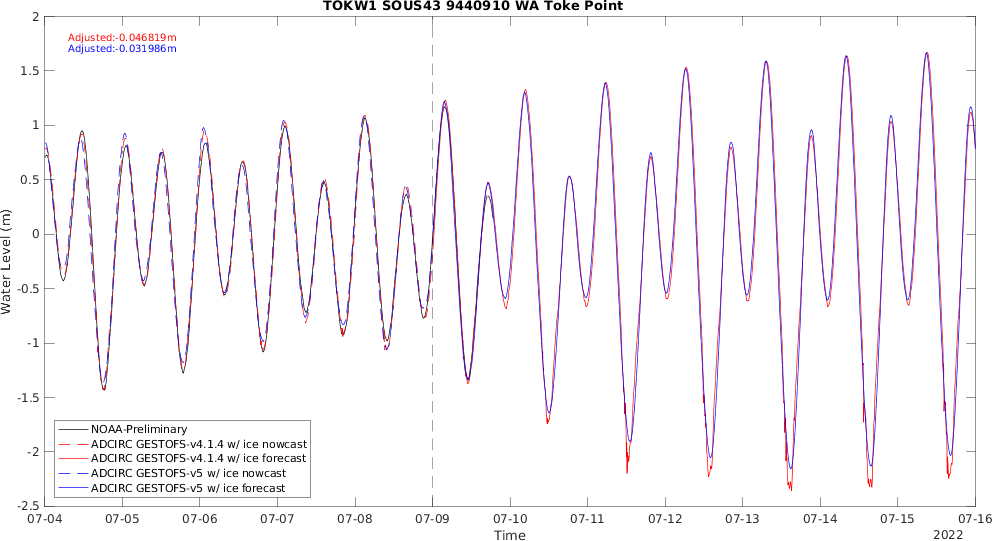 TOKW1 SOUS43 9440910 WA Toke Point
Adjusted:-0.046819m
Adjusted:-0.031986m
2
1.5
1
0.5
0
-0.5
-1
-1.5
-2
-2.5
Water Level (m)
NOAA-Preliminary
ADCIRC GESTOFS-v4.1.4 w/ ice nowcast
ADCIRC GESTOFS-v4.1.4 w/ ice forecast
ADCIRC GESTOFS-v5 w/ ice nowcast
ADCIRC GESTOFS-v5 w/ ice forecast
07-04 07-05 07-06 07-07 07-08 07-09 07-10 07-11 07-12 07-13 07-14 07-15 07-16
Time
2022